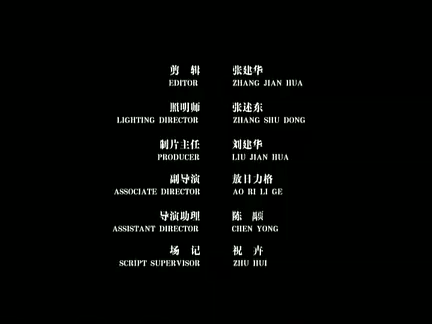 剪 辑 张建华
EDITOR ZHANG JIAN HUA
照明师 张述东
LIGHTING DIRECTOR ZHANG SHU DONG
制片主任 刘建华
PRODUCER LIU JIAN HUA
副导演 敖日力格
ASSOCIATE DIRECTOR AO RI LI GE
导演助理 陈
ASSISTANT DIRECTOR CHEN YONG
场 记 祝 卉
SCRIPT SUPERVISOR ZHU HUI